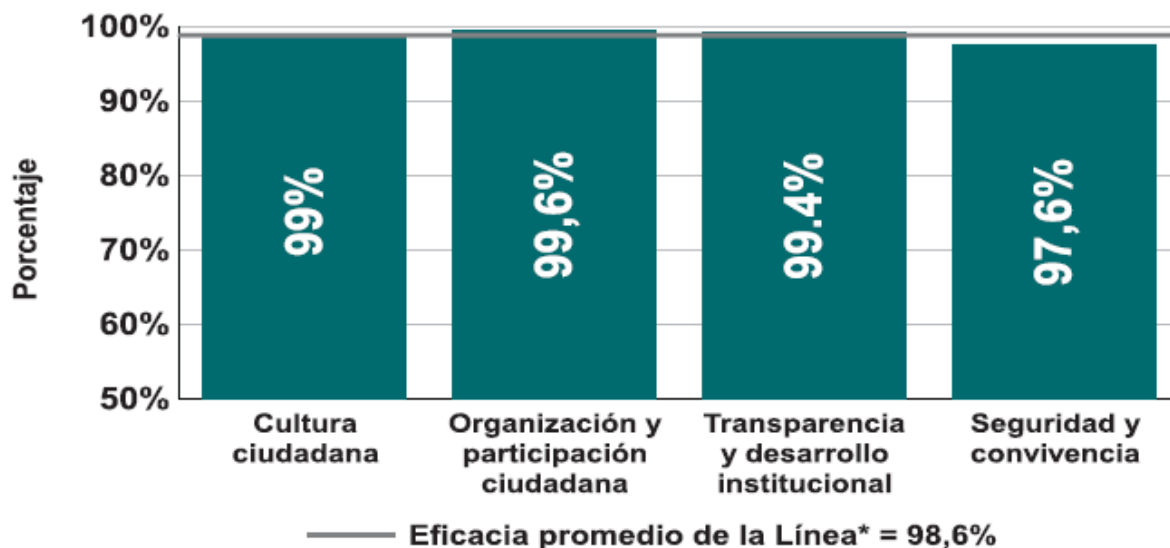 100%
90%
80%
70%
60%
50%
Porcentaje
99%
99,6%
99.4%
97,6%
Cultura
ciudadana
Organización y
participación
ciudadana
Transparencia
y desarrollo
institucional
Seguridad y
convivencia
Eficacia promedio de la Línea* = 98,6%